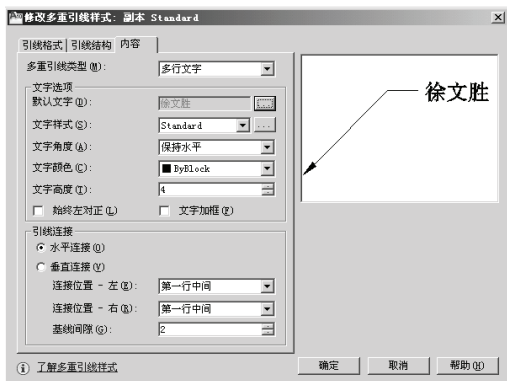 修改多重引线样式: 副本 Standard
引线格式 引线结构 内容
多重引线类型(M): 多行文字
文字选项
默认文字(D): 徐文胜
文字样式(S): Standard ...
文字角度(A): 保持水平
文字颜色(C): ByBlock
文字高度(T): 4
始终左对正(L) 文字加框(F)
引线连接
水平连接(O)
垂直连接(V)
连接位置 - 左(E): 第一行中间
连接位置 - 右(R): 第一行中间
基线间隙(G): 2
徐文胜
了解多重引线样式
确定 取消 帮助(H)